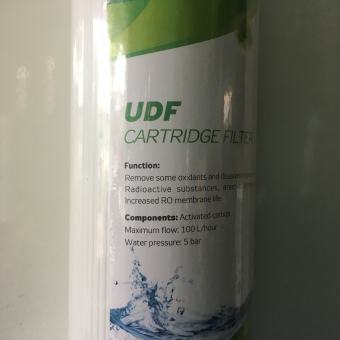 UDF
CARTRIDGE FILTER
Function:
Remove some oxidants and
Radioactive substances,
Increased RO membrane life
Components: Activated carbon
Maximum flow: 100 L/hour
Water pressure: 5 bar